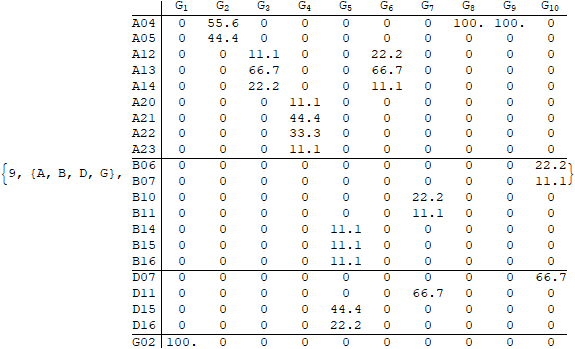 G1 G2 G3 G4 G5 G6 G7 G8 G9 G10
A04 0 55.6 0 0 0 0 0 100. 100. 0
A05 0 44.4 0 0 0 0 0 0 0 0
A12 0 0 11.1 0 0 22.2 0 0 0 0
A13 0 0 66.7 0 0 66.7 0 0 0 0
A14 0 0 22.2 0 0 11.1 0 0 0 0
A20 0 0 0 11.1 0 0 0 0 0 0
A21 0 0 0 44.4 0 0 0 0 0 0
A22 0 0 0 33.3 0 0 0 0 0 0
A23 0 0 0 11.1 0 0 0 0 0 0
B06 0 0 0 0 0 0 0 0 0 22.2
{9, {A, B, D, G}, B07 0 0 0 0 0 0 0 0 0 11.1}
B10 0 0 0 0 0 0 22.2 0 0 0
B11 0 0 0 0 0 0 11.1 0 0 0
B14 0 0 0 0 11.1 0 0 0 0 0
B15 0 0 0 0 11.1 0 0 0 0 0
B16 0 0 0 0 11.1 0 0 0 0 0
D07 0 0 0 0 0 0 0 0 0 66.7
D11 0 0 0 0 0 0 66.7 0 0 0
D15 0 0 0 0 44.4 0 0 0 0 0
D16 0 0 0 0 22.2 0 0 0 0 0
G02 100. 0 0 0 0 0 0 0 0 0